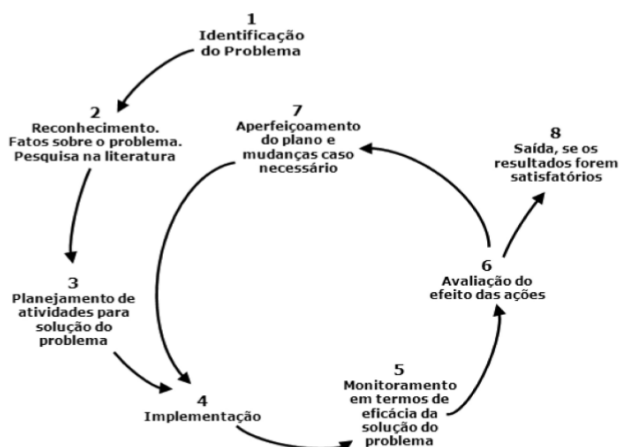 1
Identificação
do Problema
2
Reconhecimento.
Fatos sobre o problema.
Pesquisa na literatura
3
Planejamento de
atividades para
solução do
problema
4
Implementação
5
Monitoramento
em termos de
eficácia da
solução do
problema
6
Avaliação do
efeito das ações
7
Aperfeiçoamento
do plano e
mudanças caso
necessário
8
Saída, se os
resultados forem
satisfatórios